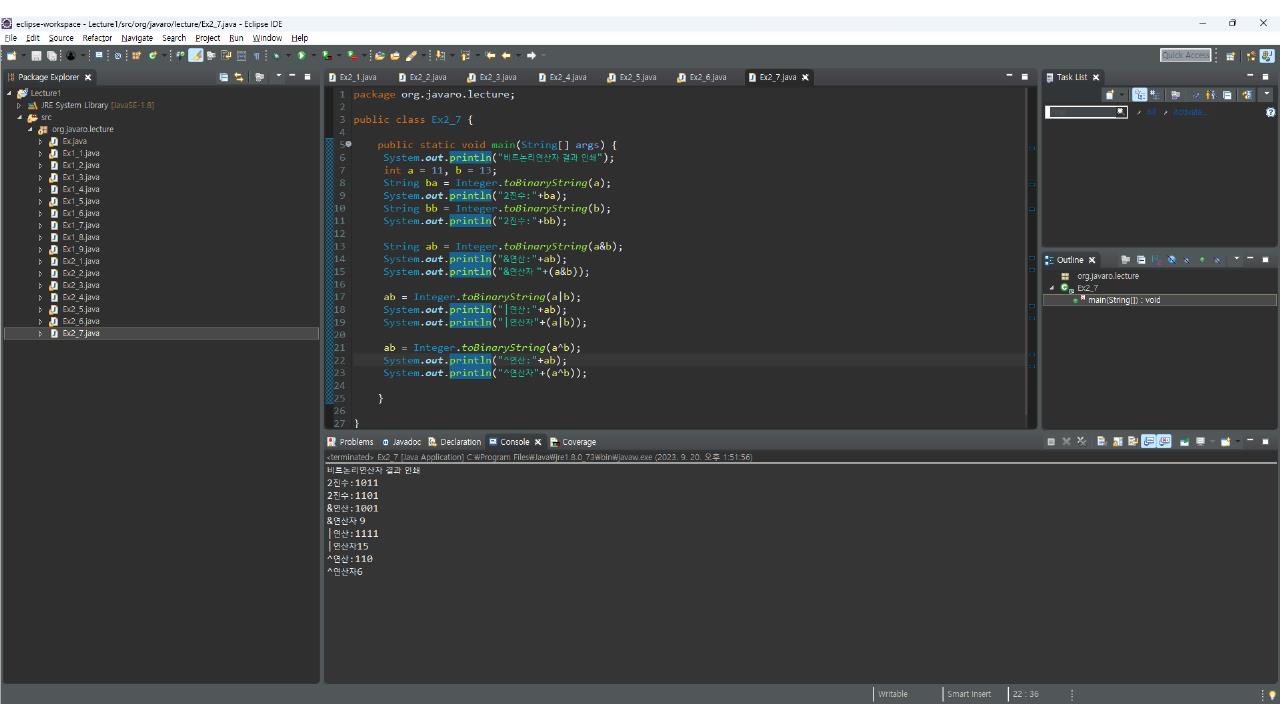 eclipse-workspace - Lecture1/src/org/javaro/lecture/Ex2_7.java - Eclipse IDE
File Edit Source Refactor Navigate Search Project Run Window Help
Quick Access
Package Explorer
Lecture1
JRE System Library [JavaSE-1.8]
src
org.javaro.lecture
Ex.java
Ex1_1.java
Ex1_2.java
Ex1_3.java
Ex1_4.java
Ex1_5.java
Ex1_6.java
Ex1_7.java
Ex1_8.java
Ex1_9.java
Ex2_1.java
Ex2_2.java
Ex2_3.java
Ex2_4.java
Ex2_5.java
Ex2_6.java
Ex2_7.java
Ex2_1.java Ex2_2.java Ex2_3.java Ex2_4.java Ex2_5.java Ex2_6.java Ex2_7.java
1 package org.javaro.lecture;
2
3 public class Ex2_7 {
4
5 public static void main(String[] args) {
6 System.out.println("비트논리연산자 결과 인쇄");
7 int a = 11, b = 13;
8 String ba = Integer.toBinaryString(a);
9 System.out.println("2진수:"+ba);
10 String bb = Integer.toBinaryString(b);
11 System.out.println("2진수:"+bb);
12
13 String ab = Integer.toBinaryString(a&b);
14 System.out.println("&연산:"+ab);
15 System.out.println("&연산자 "+(a&b));
16
17 ab = Integer.toBinaryString(a|b);
18 System.out.println("|연산:"+ab);
19 System.out.println("|연산자"+(a|b));
20
21 ab = Integer.toBinaryString(a^b);
22 System.out.println("^연산:"+ab);
23 System.out.println("^연산자"+(a^b));
24
25 }
26
27 }
Task List
All Activate...
Outline
org.javaro.lecture
Ex2_7
main(String[]) : void
Problems Javadoc Declaration Console Coverage
<terminated> Ex2_7 [Java Application] C:₩Program Files₩Java₩jre1.8.0_73₩bin₩javaw.exe (2023. 9. 20. 오후 1:51:56)
비트논리연산자 결과 인쇄
2진수:1011
2진수:1101
&연산:1001
&연산자 9
|연산:1111
|연산자15
^연산:110
^연산자6
Writable Smart Insert 22 : 36